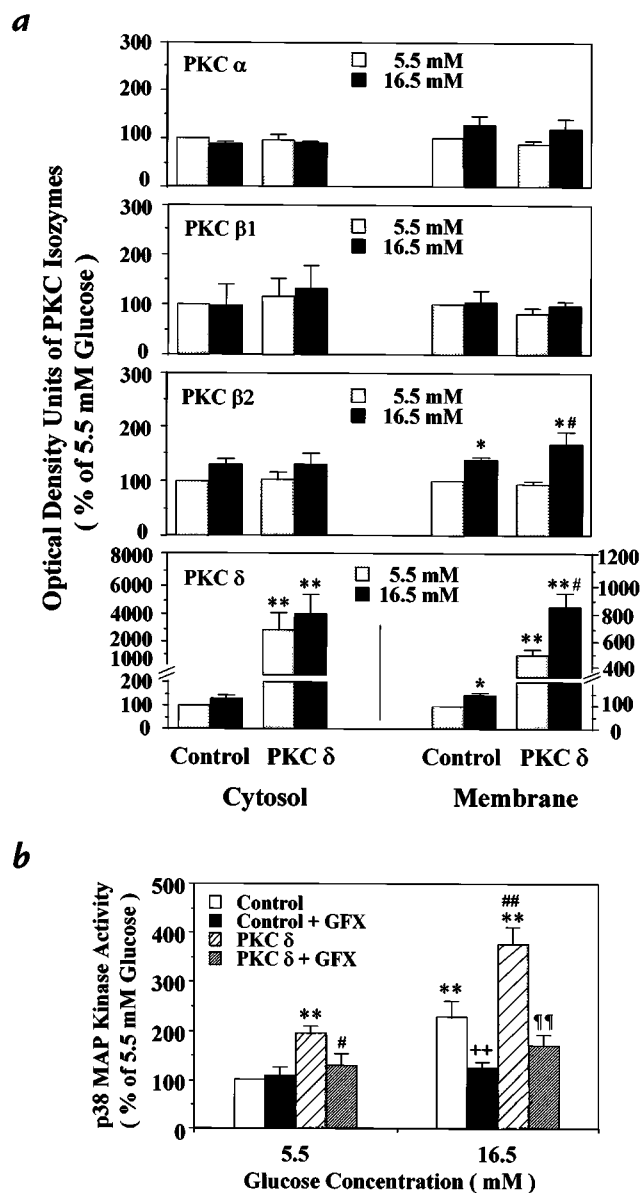 a
Optical Density Units of PKC Isozymes
( % of 5.5 mM Glucose )
300
200
100
0
PKC α
5.5 mM
16.5 mM
300
200
100
0
PKC β1
5.5 mM
16.5 mM
300
200
100
0
PKC β2
5.5 mM
16.5 mM
*
*#
8000
6000
4000
2000
1000
200
100
0
PKC δ
5.5 mM
16.5 mM
**
**
*
**
**#
1200
1000
800
600
400
100
0
Control PKC δ Control PKC δ
Cytosol Membrane
b
p38 MAP Kinase Activity
( % of 5.5 mM Glucose )
500
400
300
200
100
0
Control
Control + GFX
PKC δ
PKC δ + GFX
**
#
**
++
##
**
¶¶
5.5 16.5
Glucose Concentration ( mM )